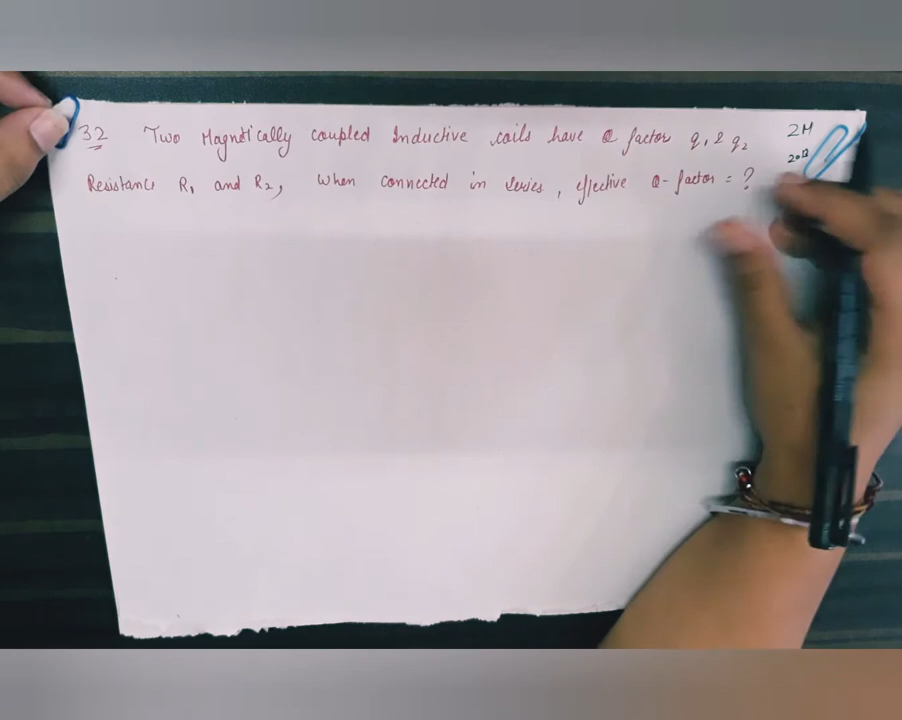 32 Two Magnetically coupled Inductive coils have Q factor q1 & q2 2M
2013
Resistance R1 and R2, When connected in series, effective Q-factor = ?